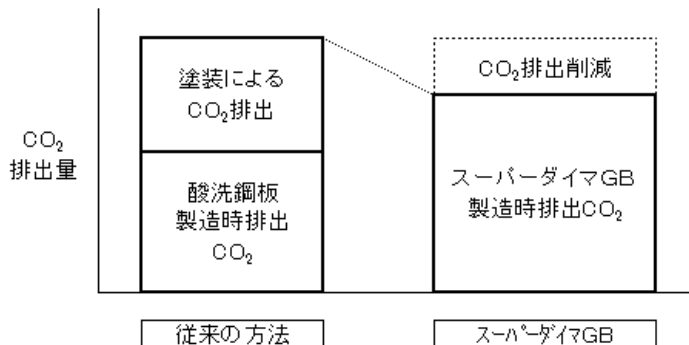 塗装による
CO₂排出
CO₂排出削減
CO₂
排出量
酸洗鋼板
製造時排出
CO₂
スーパーダイマGB
製造時排出CO₂
従来の方法
スーパーダイマGB